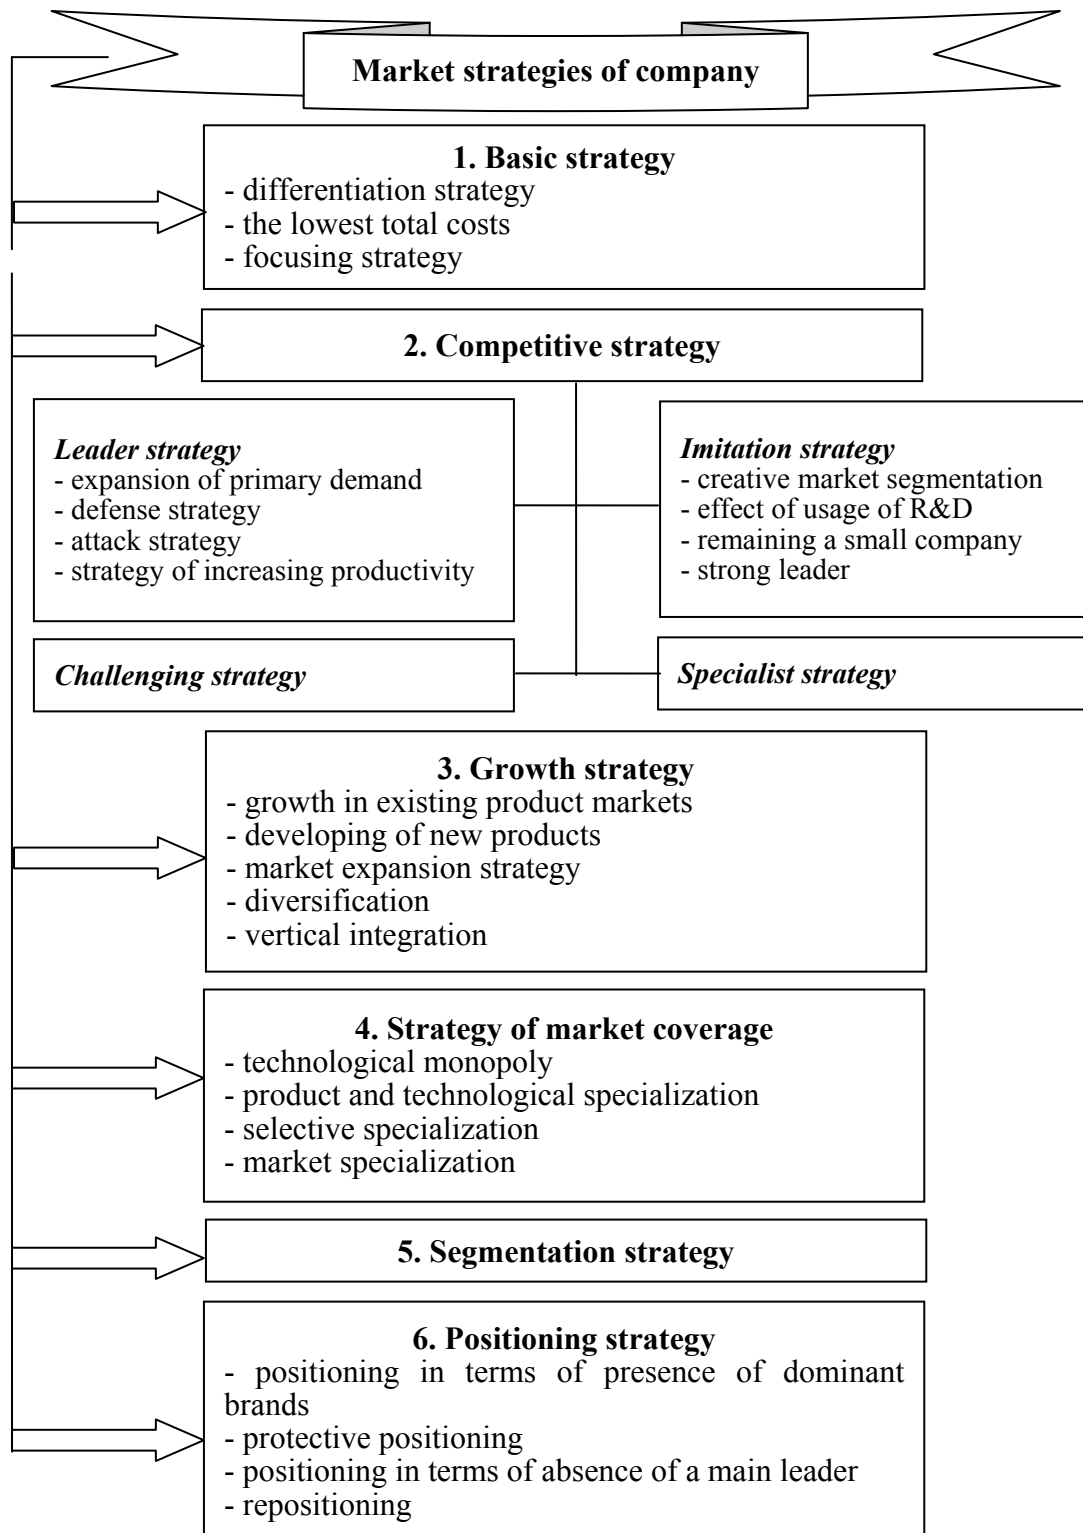 Market strategies of company
1. Basic strategy
- differentiation strategy
- the lowest total costs
- focusing strategy
2. Competitive strategy
Leader strategy
- expansion of primary demand
- defense strategy
- attack strategy
- strategy of increasing productivity
Imitation strategy
- creative market segmentation
- effect of usage of R&D
- remaining a small company
- strong leader
Challenging strategy
Specialist strategy
3. Growth strategy
- growth in existing product markets
- developing of new products
- market expansion strategy
- diversification
- vertical integration
4. Strategy of market coverage
- technological monopoly
- product and technological specialization
- selective specialization
- market specialization
5. Segmentation strategy
6. Positioning strategy
- positioning in terms of presence of dominant
brands
- protective positioning
- positioning in terms of absence of a main leader
- repositioning